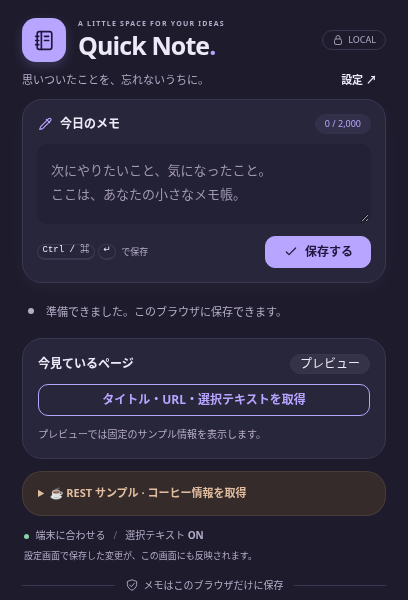 A LITTLE SPACE FOR YOUR IDEAS
Quick Note.
LOCAL
思いついたことを、忘れないうちに。
設定 ↗
今日のメモ
0 / 2,000
次にやりたいこと、気になったこと。
ここは、あなたの小さなメモ帳。
Ctrl / ⌘ ↵ で保存
保存する
準備できました。このブラウザに保存できます。
今見ているページ
プレビュー
タイトル・URL・選択テキストを取得
プレビューでは固定のサンプル情報を表示します。
▶ ☕ REST サンプル · コーヒー情報を取得
端末に合わせる / 選択テキスト ON
設定画面で保存した変更が、この画面にも反映されます。
メモはこのブラウザだけに保存